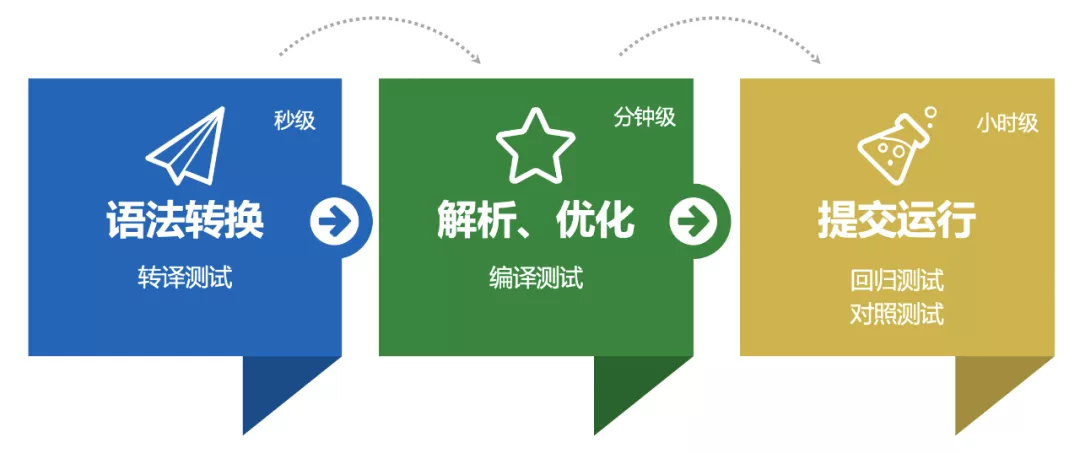 秒级
语法转换
转译测试
分钟级
解析、优化
编译测试
小时级
提交运行
回归测试
对照测试